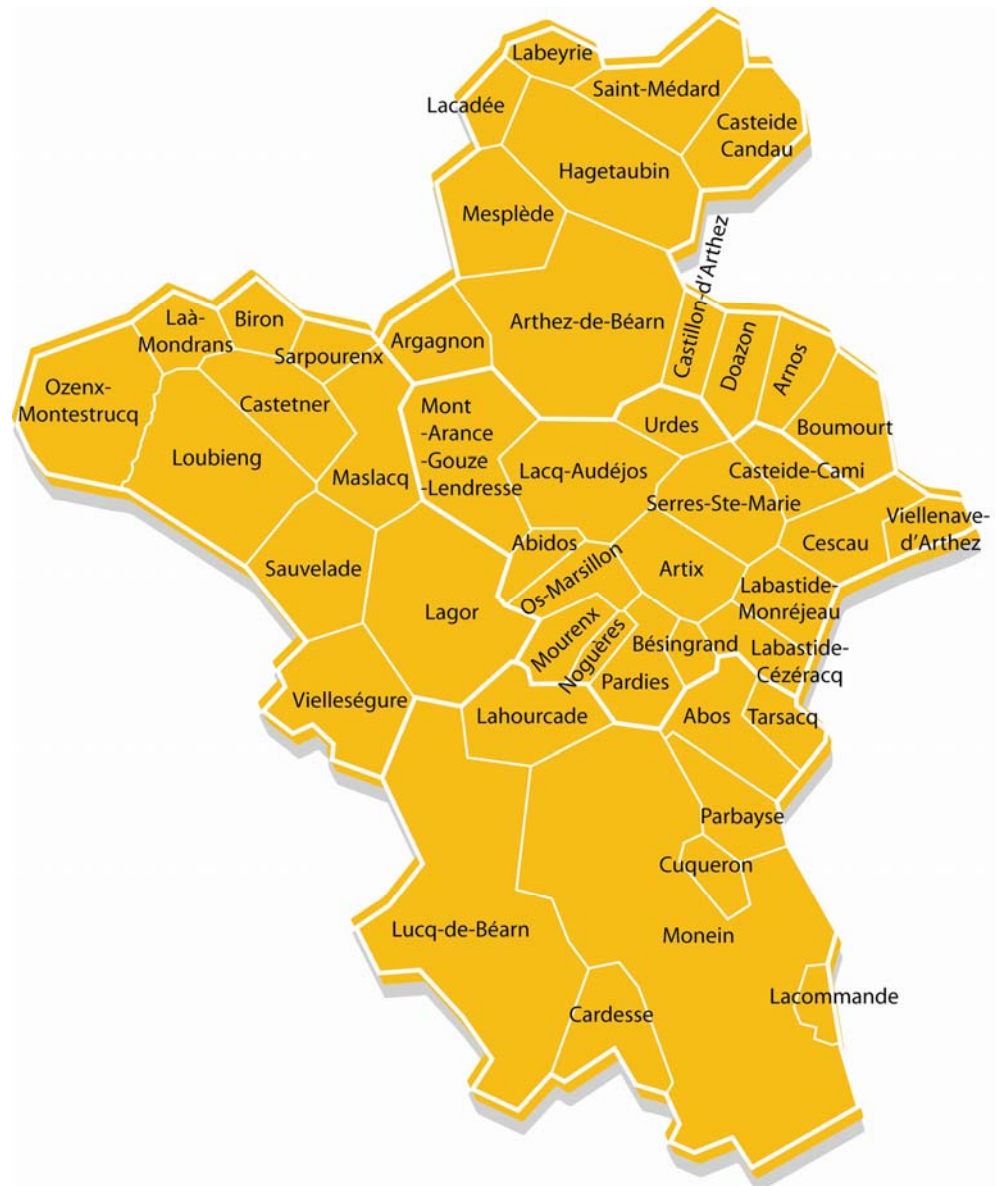 Labeyrie
Saint-Médard
Lacadée
Casteide
Candau
Hagetaubin
Mesplède
Castillon-d'Arthez
Laà-
Mondrans
Biron
Arthez-de-Béarn
Argagnon
Sarpourenx
Doazon
Arnos
Ozenx-
Montestrucq
Castetner
Mont
-Arance
-Gouze
-Lendresse
Urdes
Boumourt
Loubieng
Maslacq
Lacq-Audéjos
Casteide-Cami
Serres-Ste-Marie
Viellenave-
d'Arthez
Abidos
Cescau
Sauvelade
Os-Marsillon
Artix
Labastide-
Monréjeau
Lagor
Mourenx
Noguères
Bésingrand
Labastide-
Cézéracq
Pardies
Vielleségure
Lahourcade
Abos
Tarsacq
Parbayse
Cuqueron
Lucq-de-Béarn
Monein
Lacommande
Cardesse